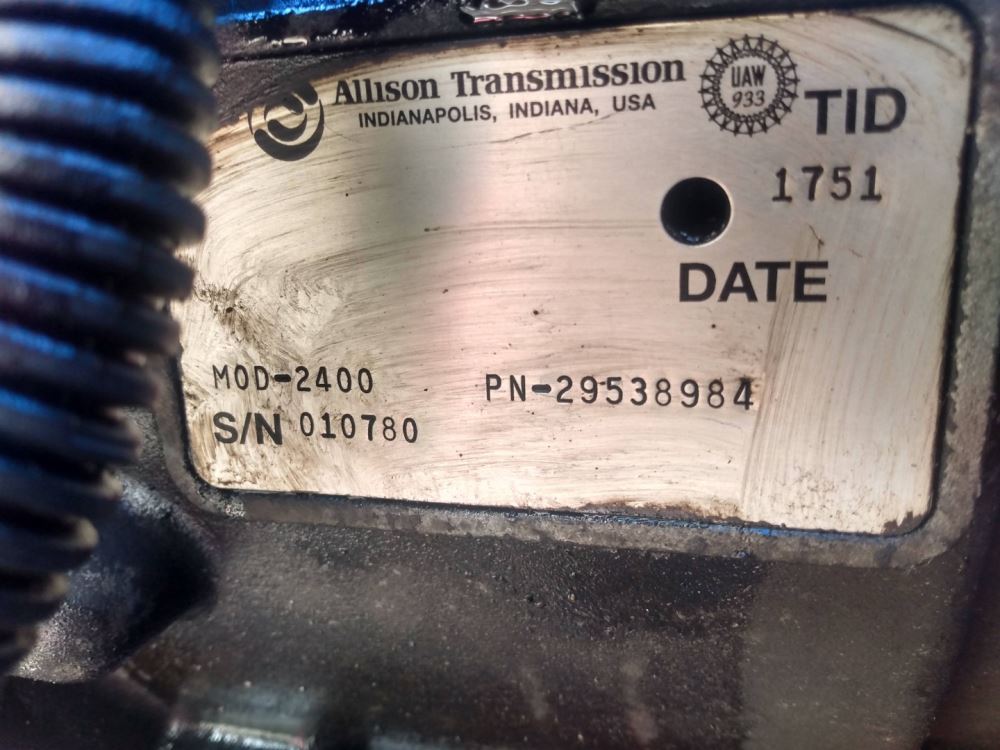 Allison Transmission
INDIANAPOLIS, INDIANA, USA
UAW
933
TID
1751
DATE
MOD-2400 PN-29538984
S/N 010780